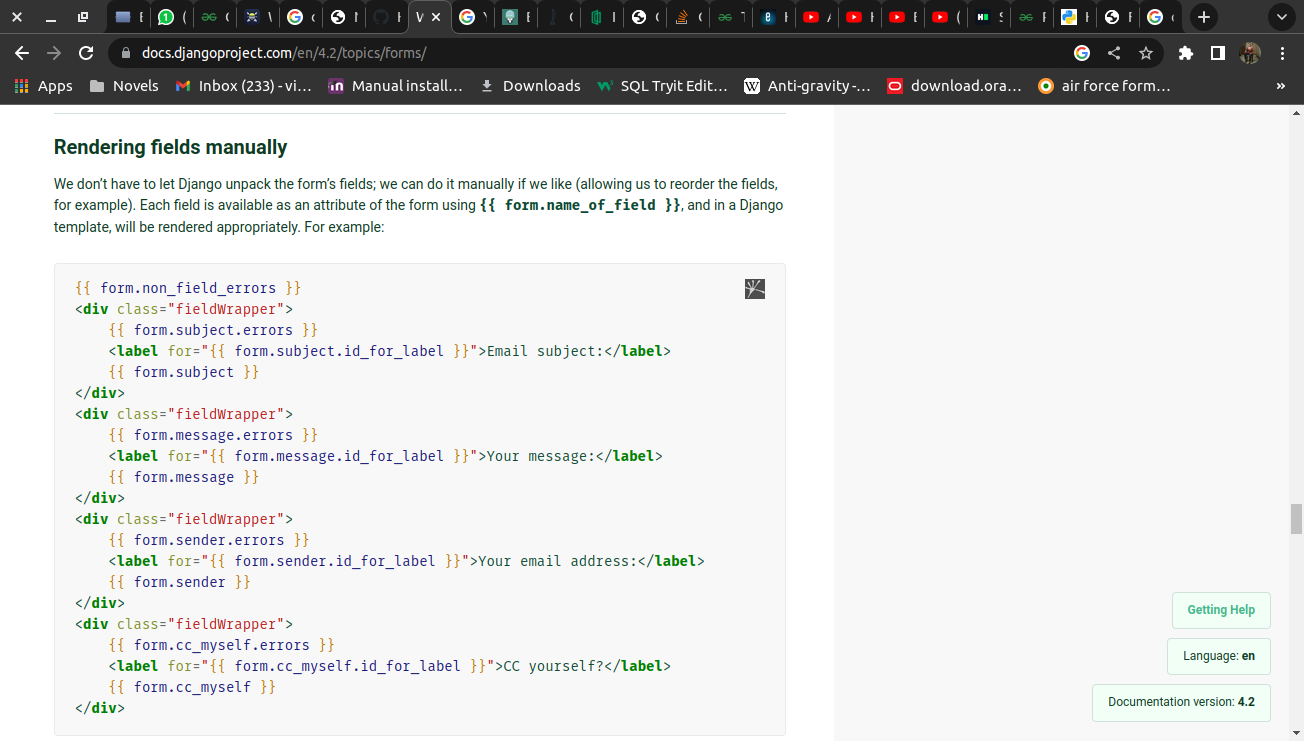 docs.djangoproject.com/en/4.2/topics/forms/
Apps
Novels
Inbox (233) - vi...
Manual install...
Downloads
SQL Tryit Edit...
Anti-gravity -...
download.ora...
air force form...
»
Rendering fields manually
We don’t have to let Django unpack the form’s fields; we can do it manually if we like (allowing us to reorder the fields,
for example). Each field is available as an attribute of the form using {{ form.name_of_field }}, and in a Django
template, will be rendered appropriately. For example:
{{ form.non_field_errors }}
<div class="fieldWrapper">
    {{ form.subject.errors }}
    <label for="{{ form.subject.id_for_label }}">Email subject:</label>
    {{ form.subject }}
</div>
<div class="fieldWrapper">
    {{ form.message.errors }}
    <label for="{{ form.message.id_for_label }}">Your message:</label>
    {{ form.message }}
</div>
<div class="fieldWrapper">
    {{ form.sender.errors }}
    <label for="{{ form.sender.id_for_label }}">Your email address:</label>
    {{ form.sender }}
</div>
<div class="fieldWrapper">
    {{ form.cc_myself.errors }}
    <label for="{{ form.cc_myself.id_for_label }}">CC yourself?</label>
    {{ form.cc_myself }}
</div>
Getting Help
Language: en
Documentation version: 4.2